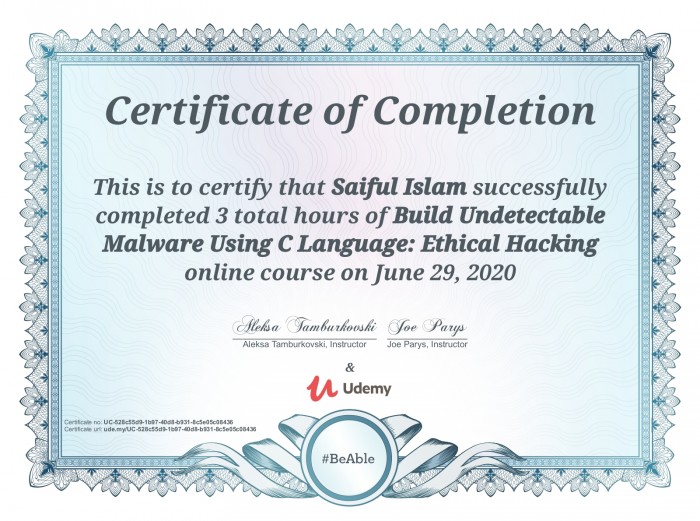 Certificate of Completion
This is to certify that Saiful Islam successfully
completed 3 total hours of Build Undetectable
Malware Using C Language: Ethical Hacking
online course on June 29, 2020
Aleksa Tamburkovski Joe Parys
Aleksa Tamburkovski, Instructor Joe Parys, Instructor
&
Udemy
Certificate no: UC-528c55d9-1b97-40d8-b931-8c5e05c08436
Certificate url: ude.my/UC-528c55d9-1b97-40d8-b931-8c5e05c08436
#BeAble